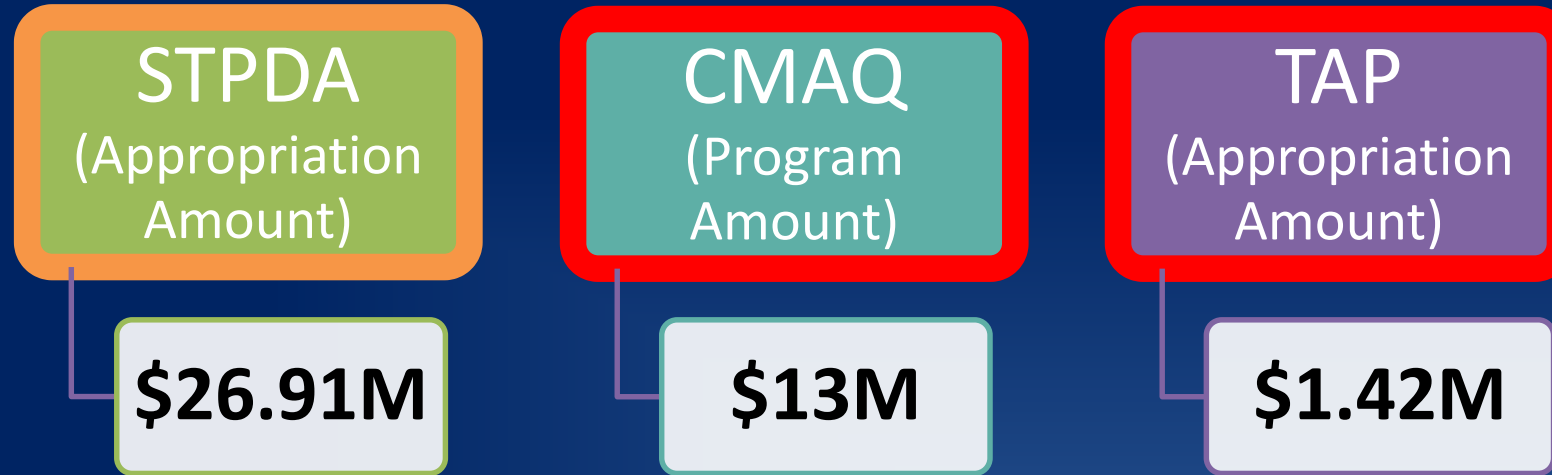 STPDA
(Appropriation
Amount)
$26.91M
CMAQ
(Program
Amount)
$13M
TAP
(Appropriation
Amount)
$1.42M